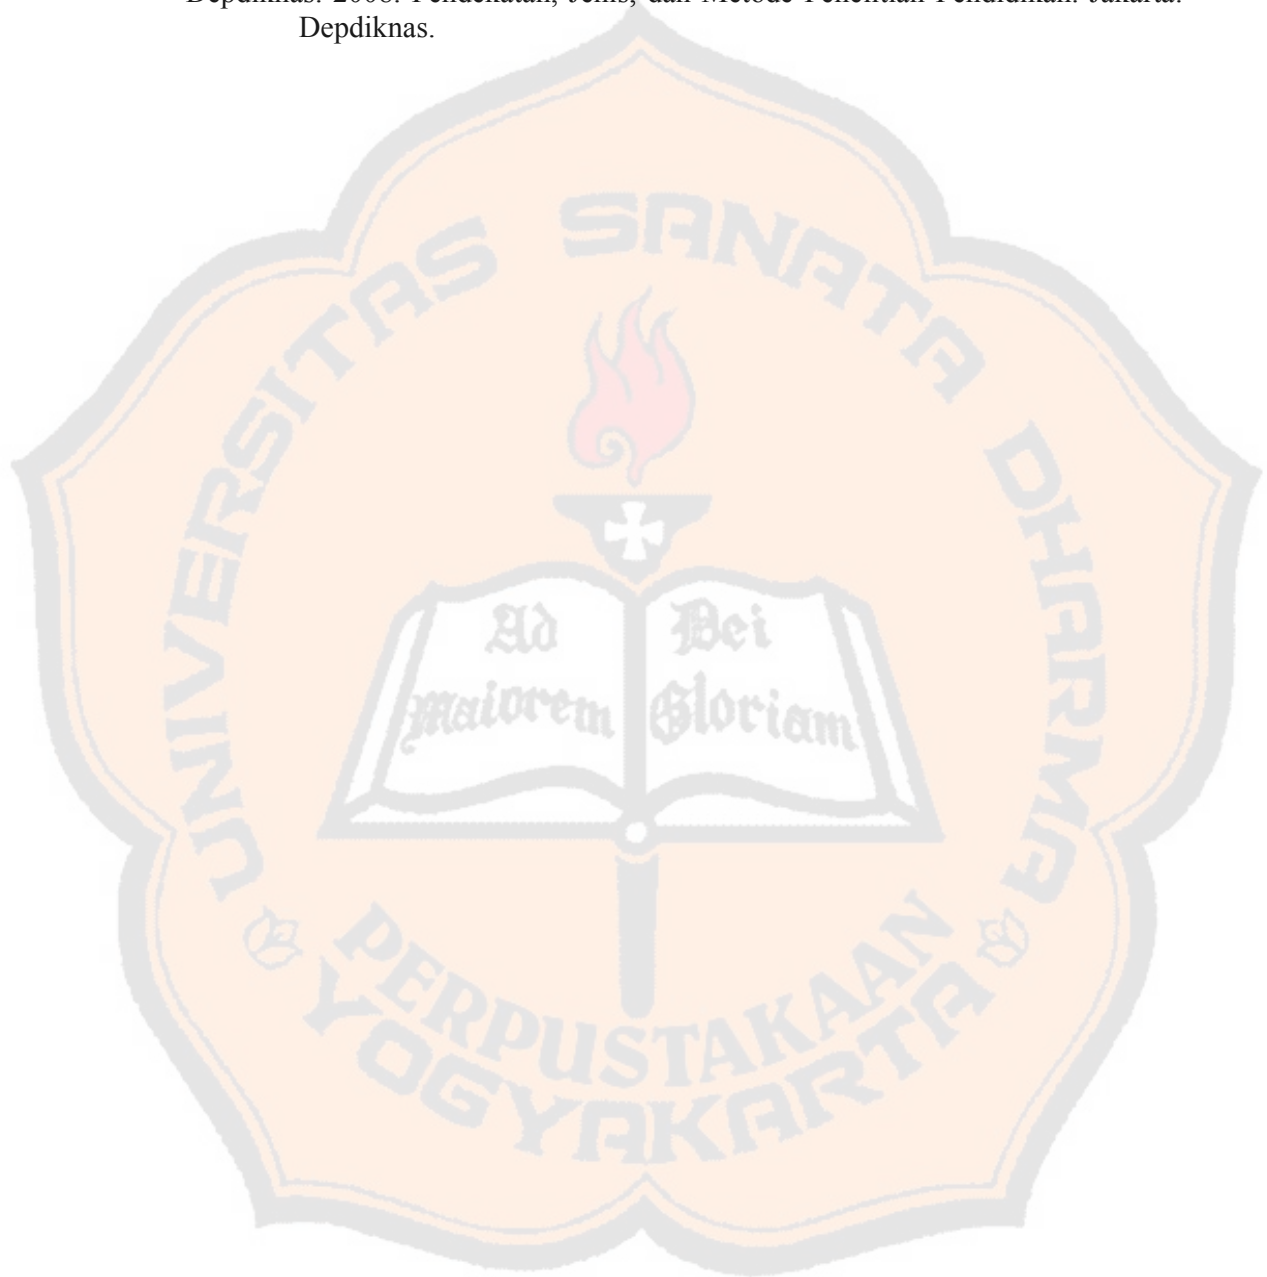 Depdiknas. 2008. Pendekatan, Jenis, dan Metode Penelitian Pendidikan. Jakarta:
Depdiknas.
UNIVERSITAS SANATA DHARMA
Ad
Maiorem
Dei
Gloriam
PERPUSTAKAAN
YOGYAKARTA